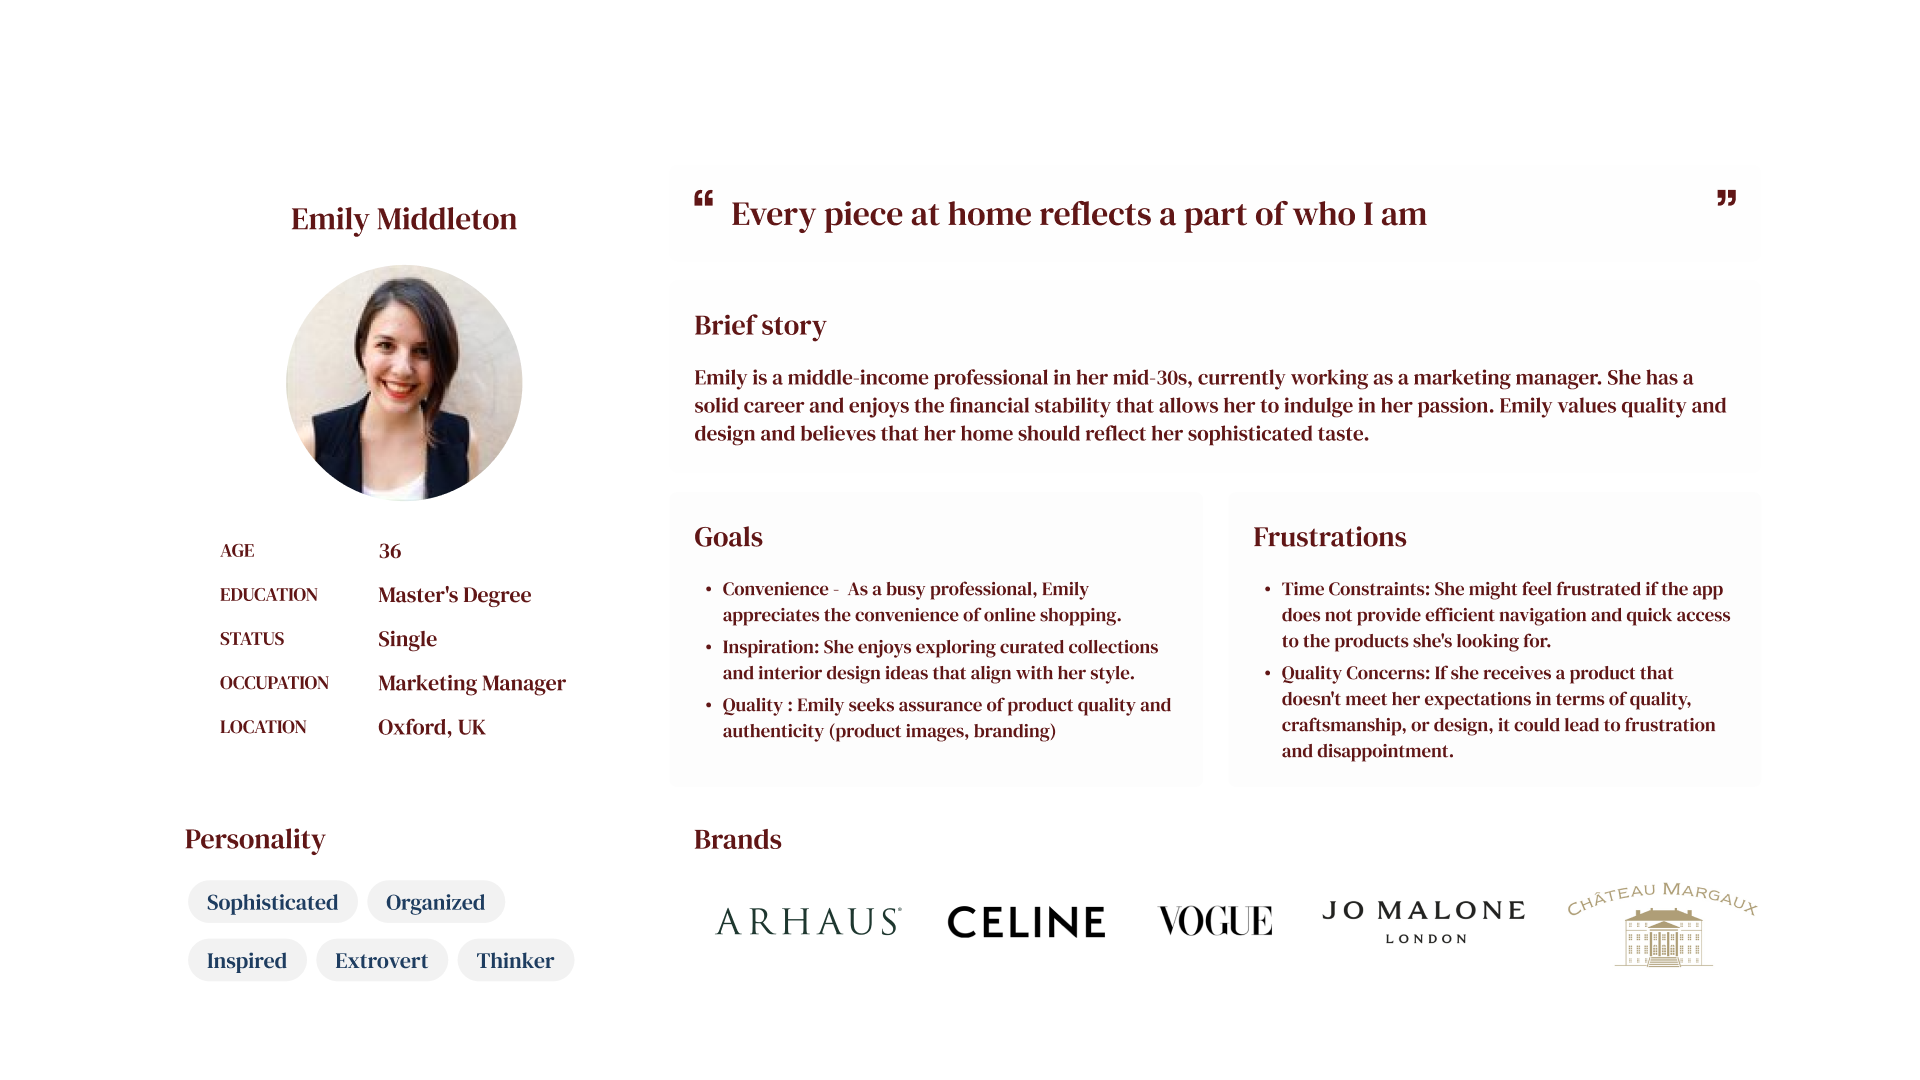 Emily Middleton
AGE 36
EDUCATION Master's Degree
STATUS Single
OCCUPATION Marketing Manager
LOCATION Oxford, UK
Personality
Sophisticated Organized
Inspired Extrovert Thinker
“ Every piece at home reflects a part of who I am ”
Brief story
Emily is a middle-income professional in her mid-30s, currently working as a marketing manager. She has a
solid career and enjoys the financial stability that allows her to indulge in her passion. Emily values quality and
design and believes that her home should reflect her sophisticated taste.
Goals
• Convenience - As a busy professional, Emily
appreciates the convenience of online shopping.
• Inspiration: She enjoys exploring curated collections
and interior design ideas that align with her style.
• Quality : Emily seeks assurance of product quality and
authenticity (product images, branding)
Frustrations
• Time Constraints: She might feel frustrated if the app
does not provide efficient navigation and quick access
to the products she's looking for.
• Quality Concerns: If she receives a product that
doesn't meet her expectations in terms of quality,
craftsmanship, or design, it could lead to frustration
and disappointment.
Brands
ARHAUS®
CELINE
VOGUE
JO MALONE
LONDON
CHÂTEAU MARGAUX